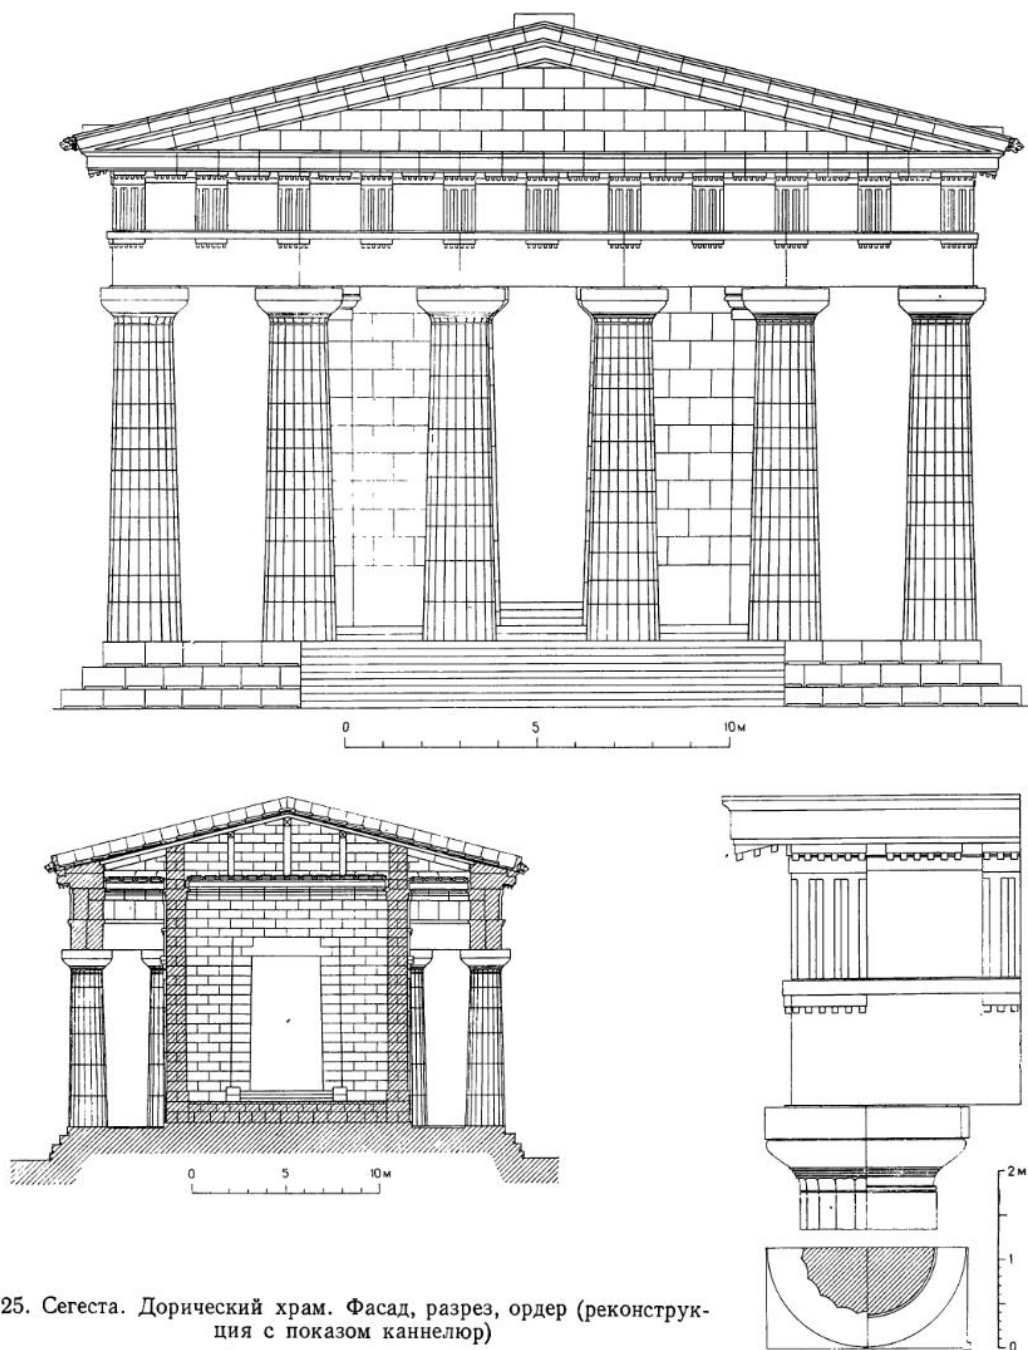 0 5 10м
0 5 10м
2м
1
0
25. Сегеста. Дорический храм. Фасад, разрез, ордер (реконструк-
ция с показом каннелюр)